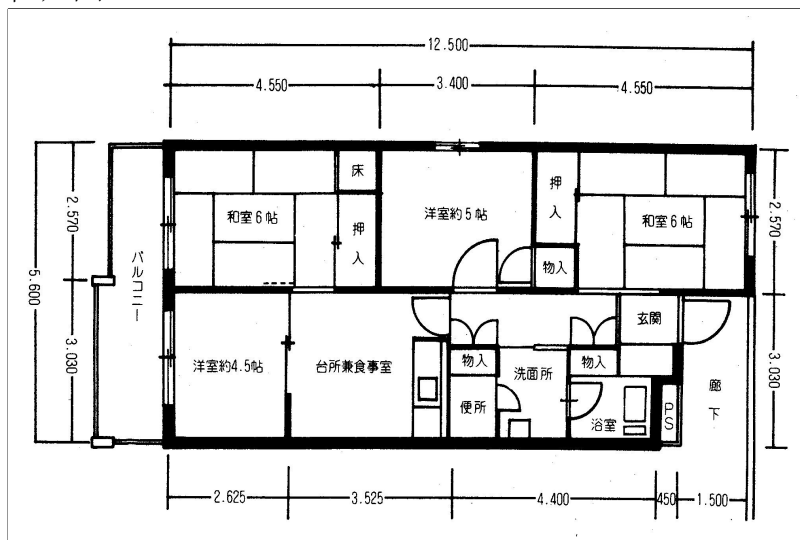 12.500
4.550
3.400
4.550
床
押
入
和室6帖
洋室約5帖
押
入
和室6帖
物入
2.570
5.600
3.030
2.570
3.030
バルコニー
洋室約4.5帖
台所兼食事室
物入
便所
洗面所
物入
浴室
玄関
PS
廊下
2.625
3.525
4.400
450
1.500